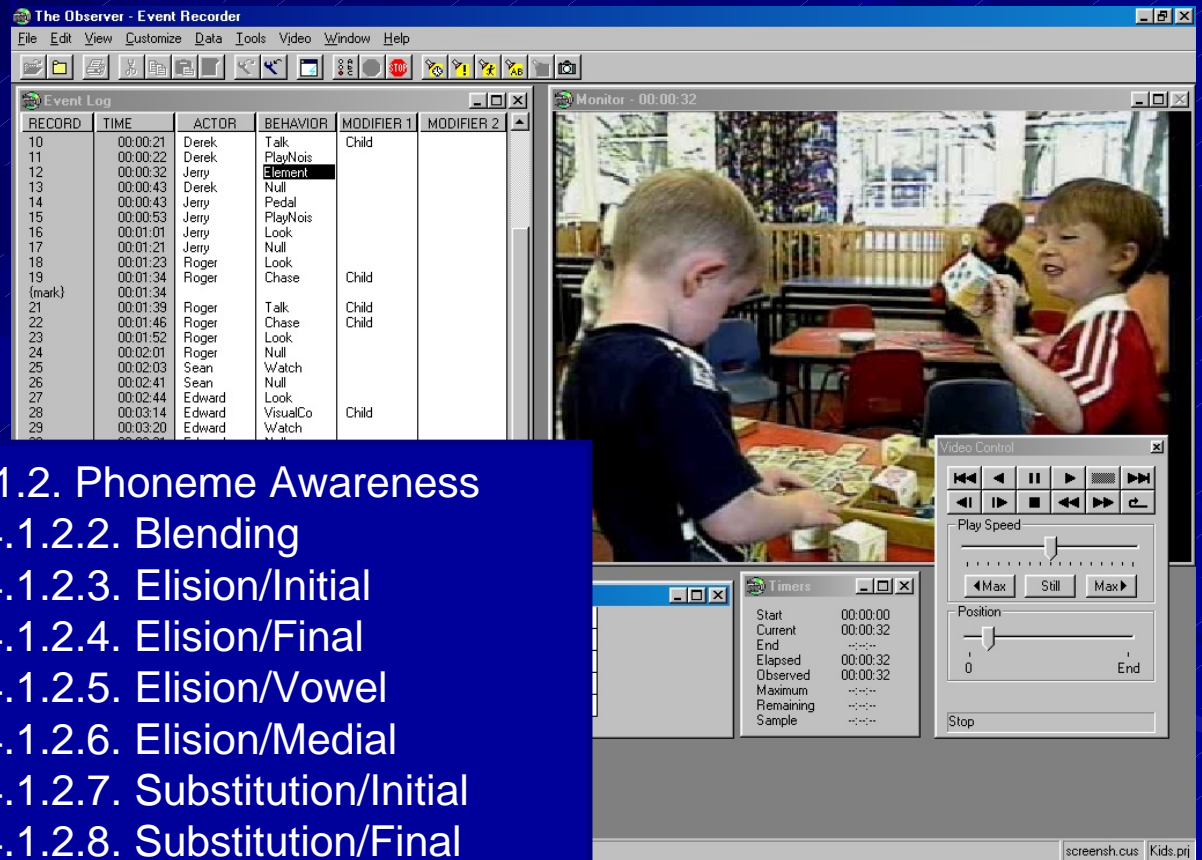 The Observer - Event Recorder
File Edit View Customize Data Tools Video Window Help
STOP AB
Event Log
RECORD TIME ACTOR BEHAVIOR MODIFIER 1 MODIFIER 2
10 00:00:21 Derek Talk Child
11 00:00:22 Derek PlayNois
12 00:00:32 Jerry Element
13 00:00:43 Derek Null
14 00:00:43 Jerry Pedal
15 00:00:53 Jerry PlayNois
16 00:01:01 Jerry Look
17 00:01:21 Jerry Null
18 00:01:23 Roger Look
19 00:01:34 Roger Chase Child
{mark} 00:01:34
21 00:01:39 Roger Talk Child
22 00:01:46 Roger Chase Child
23 00:01:52 Roger Look
24 00:02:01 Roger Null
25 00:02:03 Sean Watch
26 00:02:41 Sean Null
27 00:02:44 Edward Look
28 00:03:14 Edward VisualCo Child
29 00:03:20 Edward Watch
Monitor - 00:00:32
1.2. Phoneme Awareness
.1.2.2. Blending
.1.2.3. Elision/Initial
.1.2.4. Elision/Final
.1.2.5. Elision/Vowel
.1.2.6. Elision/Medial
.1.2.7. Substitution/Initial
.1.2.8. Substitution/Final
Timers
Start 00:00:00
Current 00:00:32
End --:--:--
Elapsed 00:00:32
Observed 00:00:32
Maximum --:--:--
Remaining --:--:--
Sample --:--:--
Video Control
Play Speed
Max Still Max
Position
0 End
Stop
screensh.cus Kids.prj